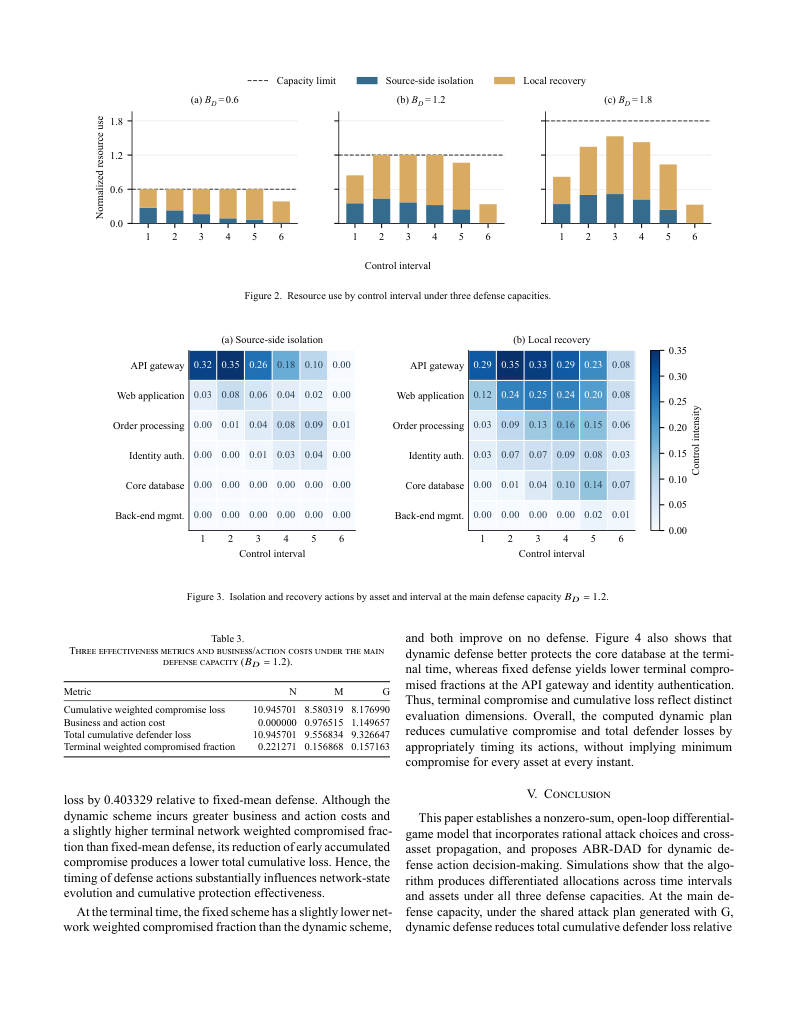 Capacity limit Source-side isolation Local recovery
(a) B_D=0.6 (b) B_D=1.2 (c) B_D=1.8
Normalized resource use
1.8
1.2
0.6
0.0
1 2 3 4 5 6 1 2 3 4 5 6 1 2 3 4 5 6
Control interval
Figure 2. Resource use by control interval under three defense capacities.
(a) Source-side isolation
API gateway 0.32 0.35 0.26 0.18 0.10 0.00
Web application 0.03 0.08 0.06 0.04 0.02 0.00
Order processing 0.00 0.01 0.04 0.08 0.09 0.01
Identity auth. 0.00 0.00 0.01 0.03 0.04 0.00
Core database 0.00 0.00 0.00 0.00 0.00 0.00
Back-end mgmt. 0.00 0.00 0.00 0.00 0.00 0.00
1 2 3 4 5 6
Control interval
(b) Local recovery
API gateway 0.29 0.35 0.33 0.29 0.23 0.08
Web application 0.12 0.24 0.25 0.24 0.20 0.08
Order processing 0.03 0.09 0.13 0.16 0.15 0.06
Identity auth. 0.03 0.07 0.07 0.09 0.08 0.03
Core database 0.00 0.01 0.04 0.10 0.14 0.07
Back-end mgmt. 0.00 0.00 0.00 0.00 0.02 0.01
1 2 3 4 5 6
Control interval
0.35
0.30
0.25
0.20
0.15
0.10
0.05
0.00
Control intensity
Figure 3. Isolation and recovery actions by asset and interval at the main defense capacity B_D = 1.2.
Table 3.
Three effectiveness metrics and business/action costs under the main
defense capacity (B_D = 1.2).
Metric N M G
Cumulative weighted compromise loss 10.945701 8.580319 8.176990
Business and action cost 0.000000 0.976515 1.149657
Total cumulative defender loss 10.945701 9.556834 9.326647
Terminal weighted compromised fraction 0.221271 0.156868 0.157163
loss by 0.403329 relative to fixed-mean defense. Although the
dynamic scheme incurs greater business and action costs and
a slightly higher terminal network weighted compromised frac-
tion than fixed-mean defense, its reduction of early accumulated
compromise produces a lower total cumulative loss. Hence, the
timing of defense actions substantially influences network-state
evolution and cumulative protection effectiveness.
At the terminal time, the fixed scheme has a slightly lower net-
work weighted compromised fraction than the dynamic scheme,
and both improve on no defense. Figure 4 also shows that
dynamic defense better protects the core database at the termi-
nal time, whereas fixed defense yields lower terminal compro-
mised fractions at the API gateway and identity authentication.
Thus, terminal compromise and cumulative loss reflect distinct
evaluation dimensions. Overall, the computed dynamic plan
reduces cumulative compromise and total defender losses by
appropriately timing its actions, without implying minimum
compromise for every asset at every instant.
V. Conclusion
This paper establishes a nonzero-sum, open-loop differential-
game model that incorporates rational attack choices and cross-
asset propagation, and proposes ABR-DAD for dynamic de-
fense action decision-making. Simulations show that the algo-
rithm produces differentiated allocations across time intervals
and assets under all three defense capacities. At the main de-
fense capacity, under the shared attack plan generated with G,
dynamic defense reduces total cumulative defender loss relative